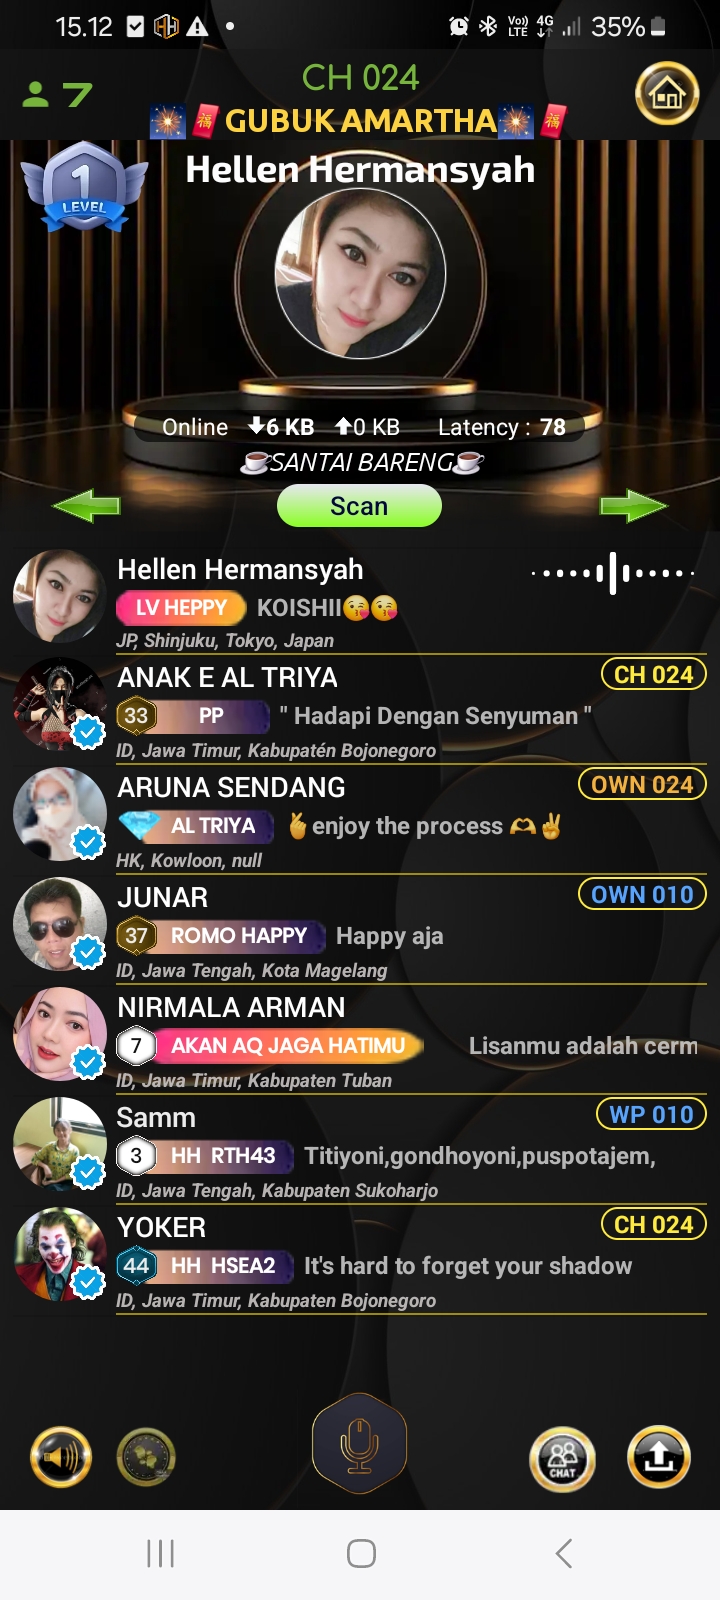 15.12 Vo)) LTE 4G 35%
7
CH 024
福 GUBUK AMARTHA 福
Hellen Hermansyah
1
LEVEL
Online 6 KB 0 KB Latency : 78
SANTAI BARENG
Scan
Hellen Hermansyah
LV HEPPY KOISHII😘😘
JP, Shinjuku, Tokyo, Japan
ANAK E AL TRIYA CH 024
33 PP " Hadapi Dengan Senyuman "
ID, Jawa Timur, Kabupatén Bojonegoro
ARUNA SENDANG OWN 024
AL TRIYA 🫰enjoy the process 🫶✌
HK, Kowloon, null
JUNAR OWN 010
37 ROMO HAPPY Happy aja
ID, Jawa Tengah, Kota Magelang
NIRMALA ARMAN
7 AKAN AQ JAGA HATIMU Lisanmu adalah cerm
ID, Jawa Timur, Kabupaten Tuban
Samm WP 010
3 HH RTH43 Titiyoni,gondhoyoni,puspotajem,
ID, Jawa Tengah, Kabupaten Sukoharjo
YOKER CH 024
44 HH HSEA2 It's hard to forget your shadow
ID, Jawa Timur, Kabupaten Bojonegoro
CHAT